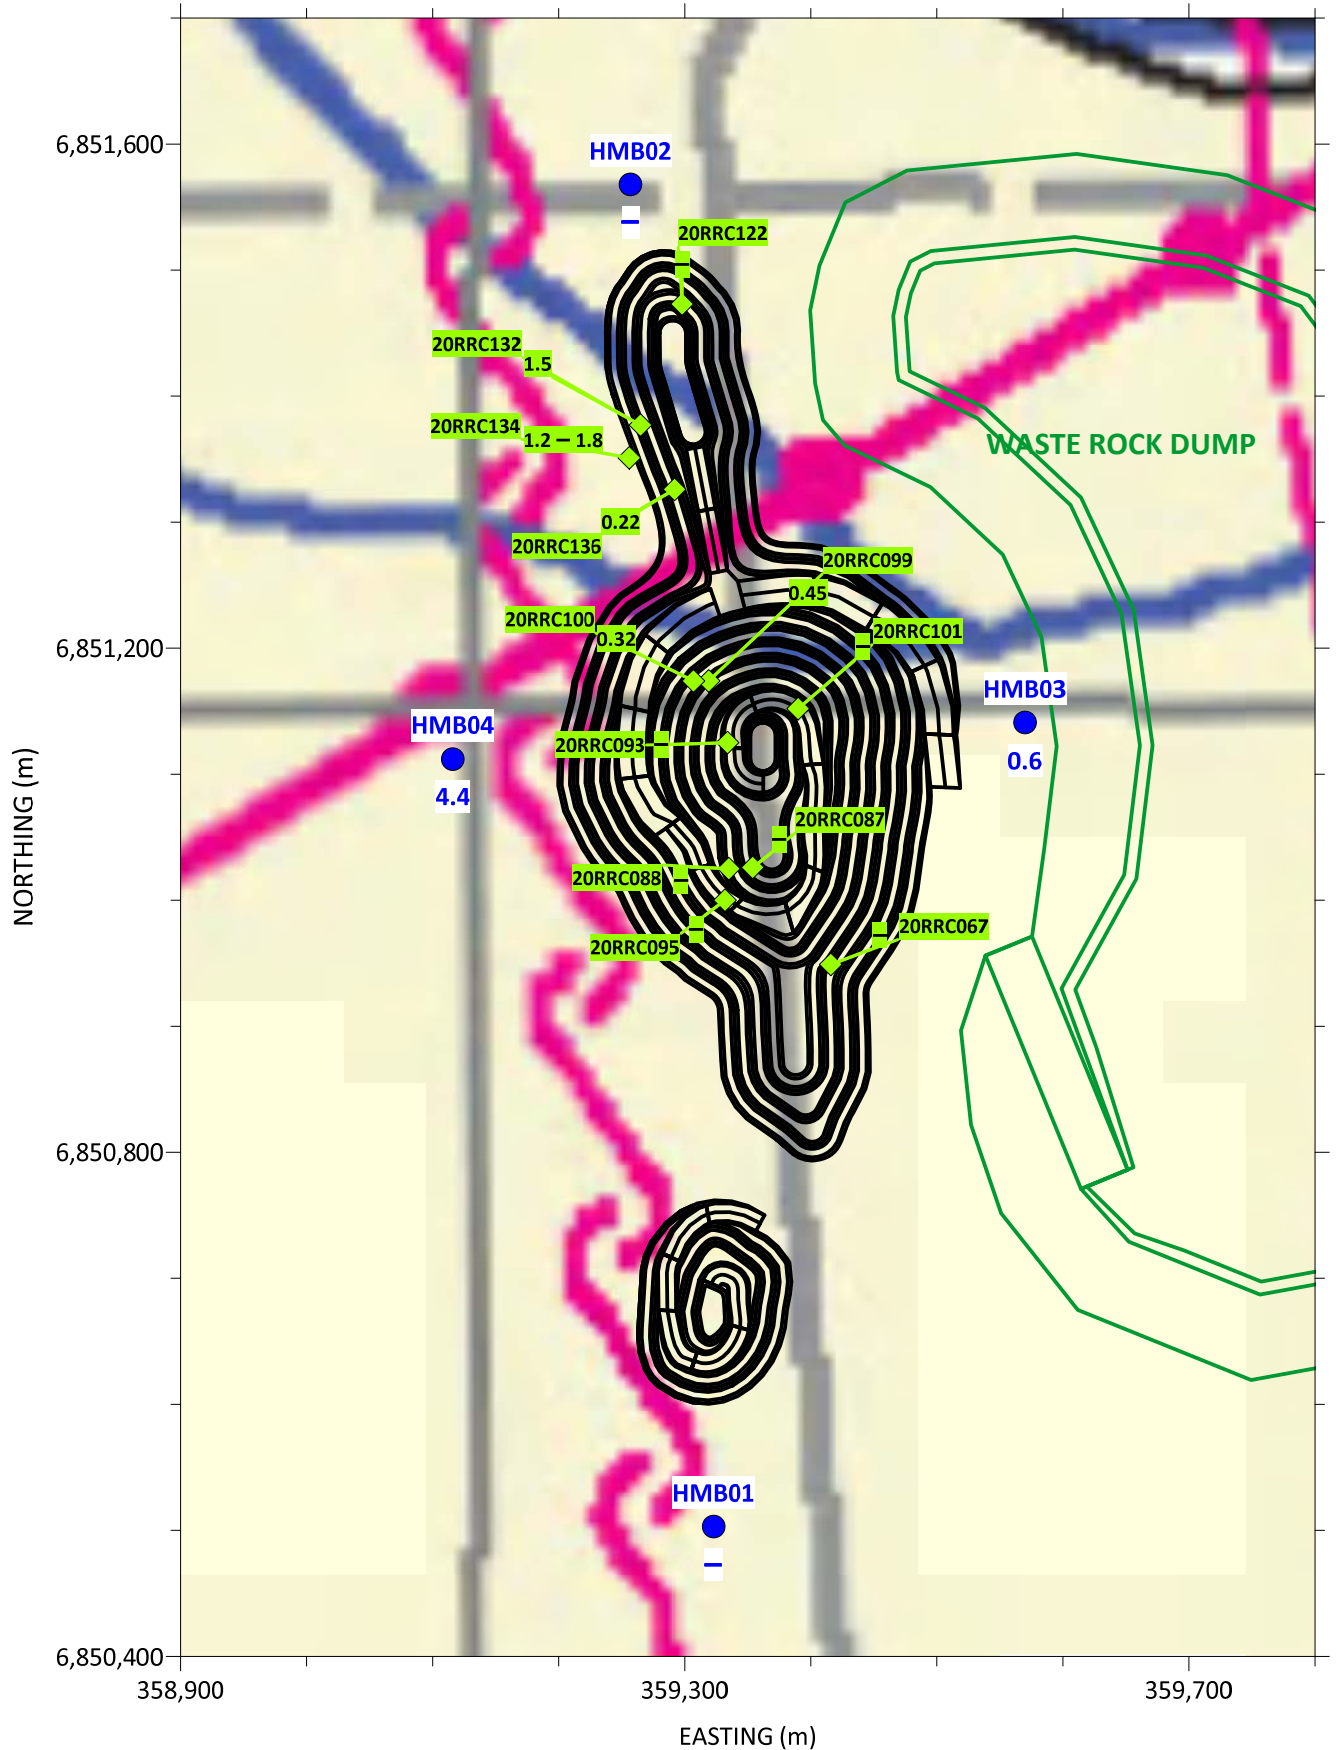 6,851,600
HMB02
–
20RRC122
–
20RRC132
1.5
20RRC134
1.2 – 1.8
WASTE ROCK DUMP
0.22
20RRC136
20RRC099
0.45
20RRC100
0.32
20RRC101
–
6,851,200
HMB03
0.6
HMB04
4.4
20RRC093
–
20RRC087
–
20RRC088
–
20RRC095
–
20RRC067
–
NORTHING (m)
6,850,800
HMB01
–
6,850,400
358,900
359,300
359,700
EASTING (m)